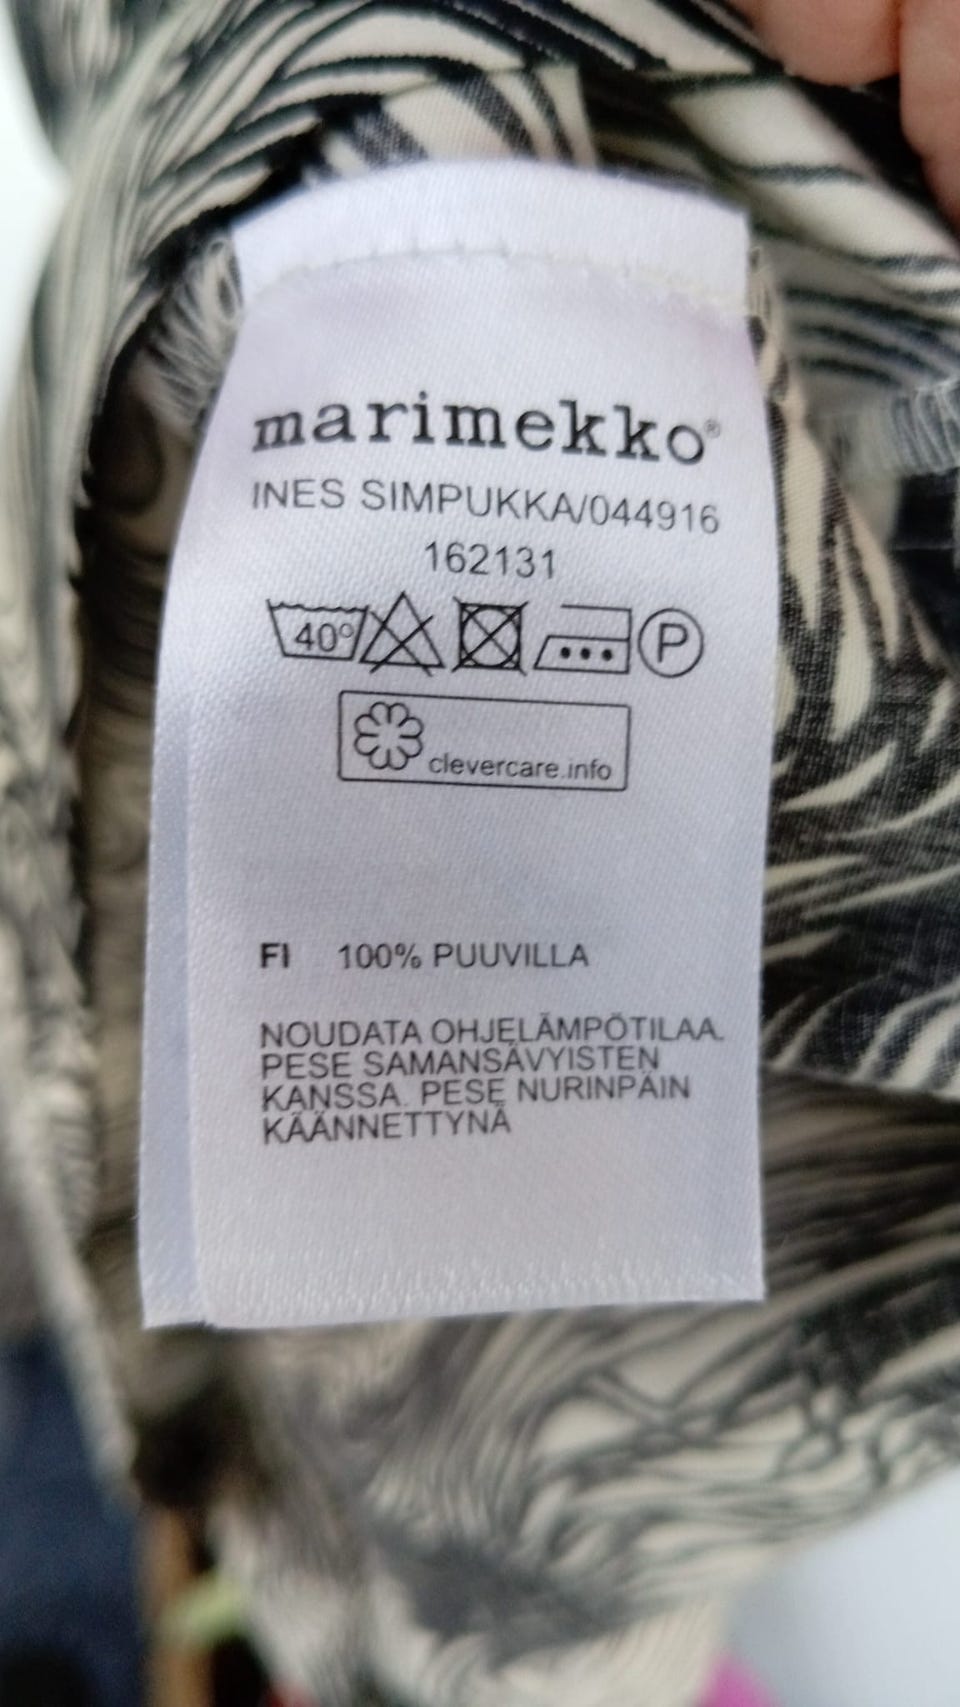 marimekko®
INES SIMPUKKA/044916
162131
40°
P
clevercare.info
FI 100% PUUVILLA
NOUDATA OHJELÄMPÖTILAA.
PESE SAMANSÄVYISTEN
KANSSA. PESE NURINPÄIN
KÄÄNNETTYNÄ